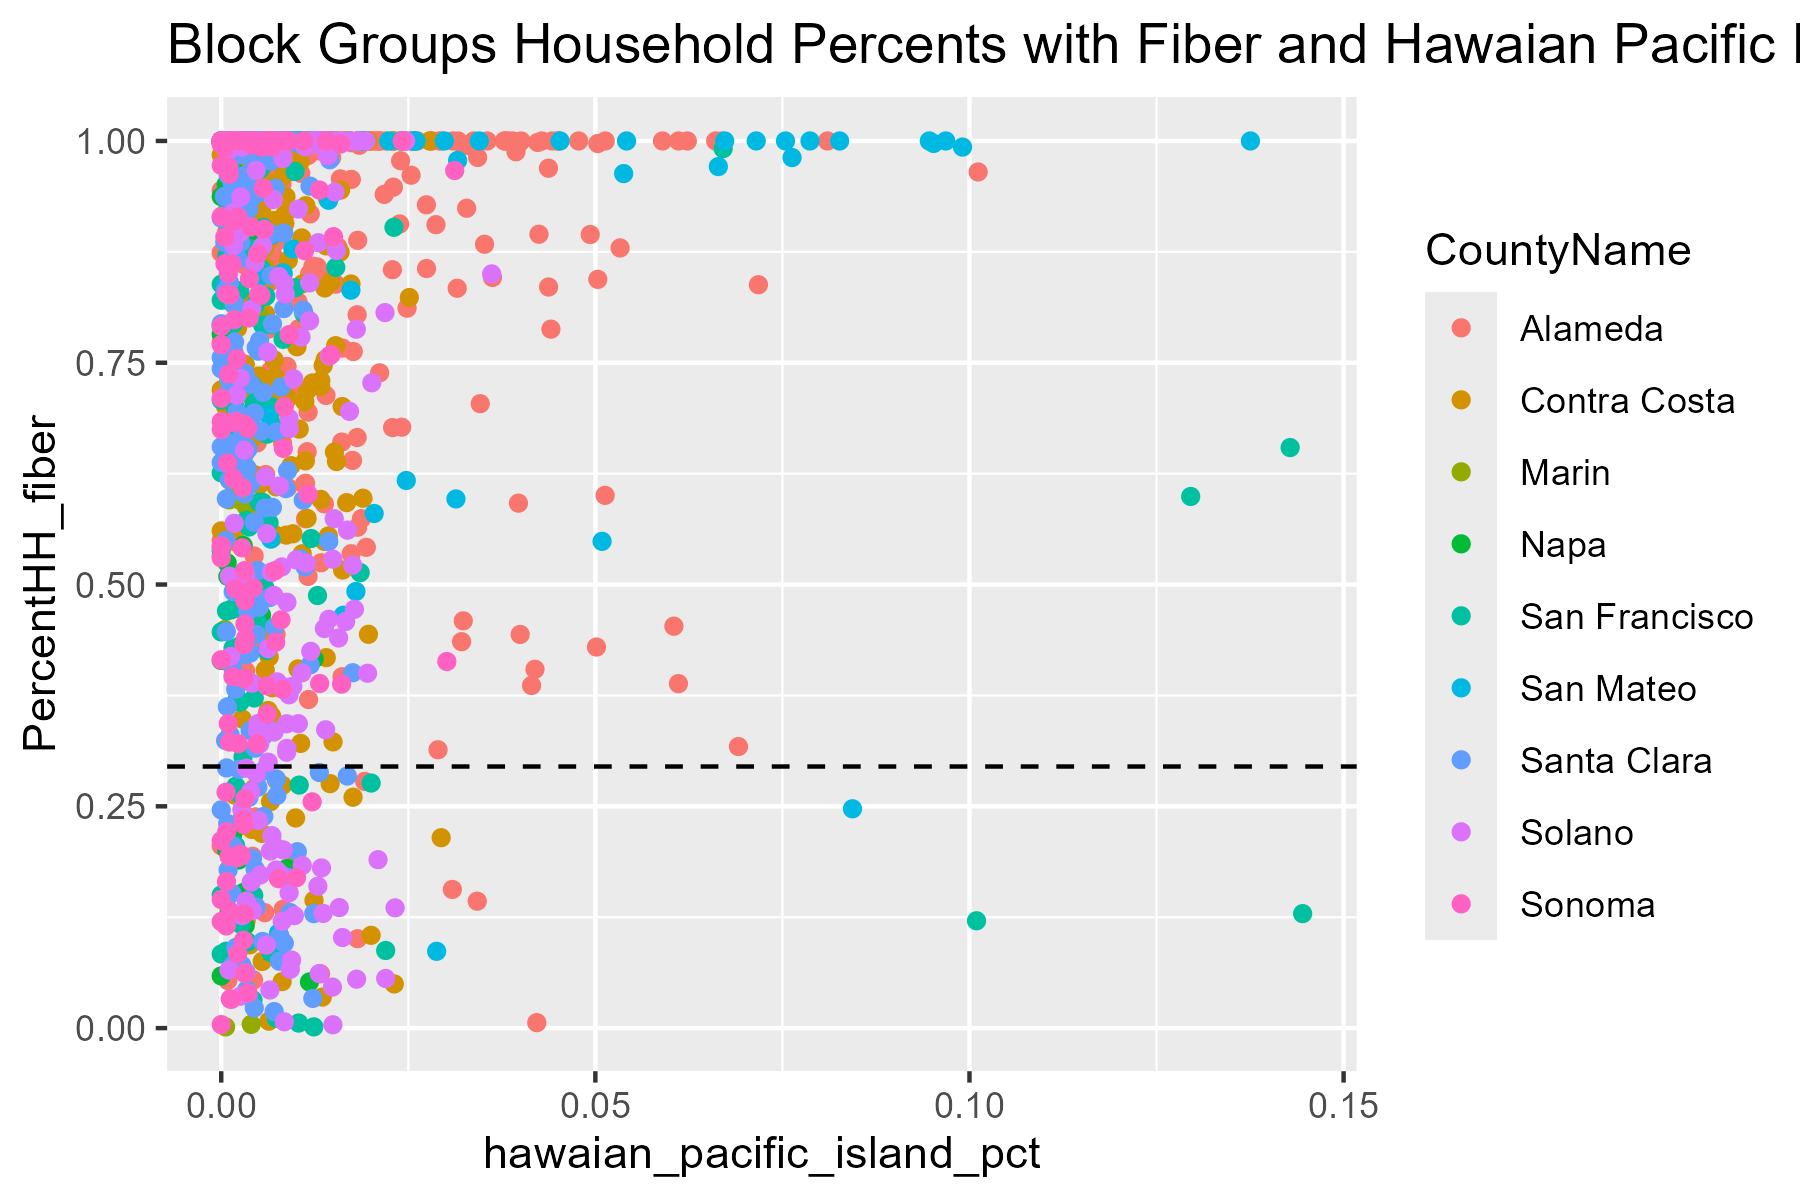 Block Groups Household Percents with Fiber and Hawaian Pacific
PercentHH_fiber
1.00
0.75
0.50
0.25
0.00
0.00
0.05
0.10
0.15
hawaian_pacific_island_pct
CountyName
Alameda
Contra Costa
Marin
Napa
San Francisco
San Mateo
Santa Clara
Solano
Sonoma